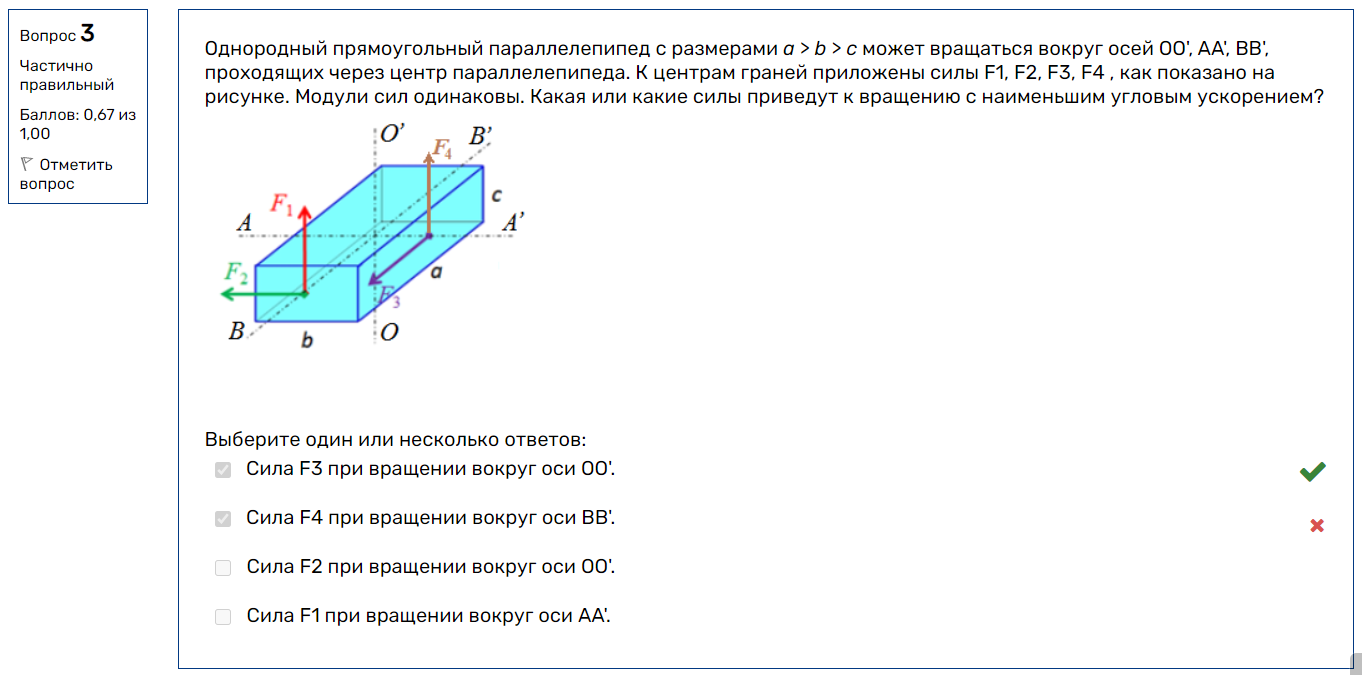 Вопрос 3
Частично
правильный
Баллов: 0,67 из
1,00
Отметить
вопрос
Однородный прямоугольный параллелепипед с размерами a > b > c может вращаться вокруг осей OO', AA', BB',
проходящих через центр параллелепипеда. К центрам граней приложены силы F1, F2, F3, F4 , как показано на
рисунке. Модули сил одинаковы. Какая или какие силы приведут к вращению с наименьшим угловым ускорением?
O' B'
F4
c
F1
A A'
F2
a
F3
B O
b
Выберите один или несколько ответов:
Сила F3 при вращении вокруг оси OO'.
Сила F4 при вращении вокруг оси BB'.
Сила F2 при вращении вокруг оси OO'.
Сила F1 при вращении вокруг оси AA'.